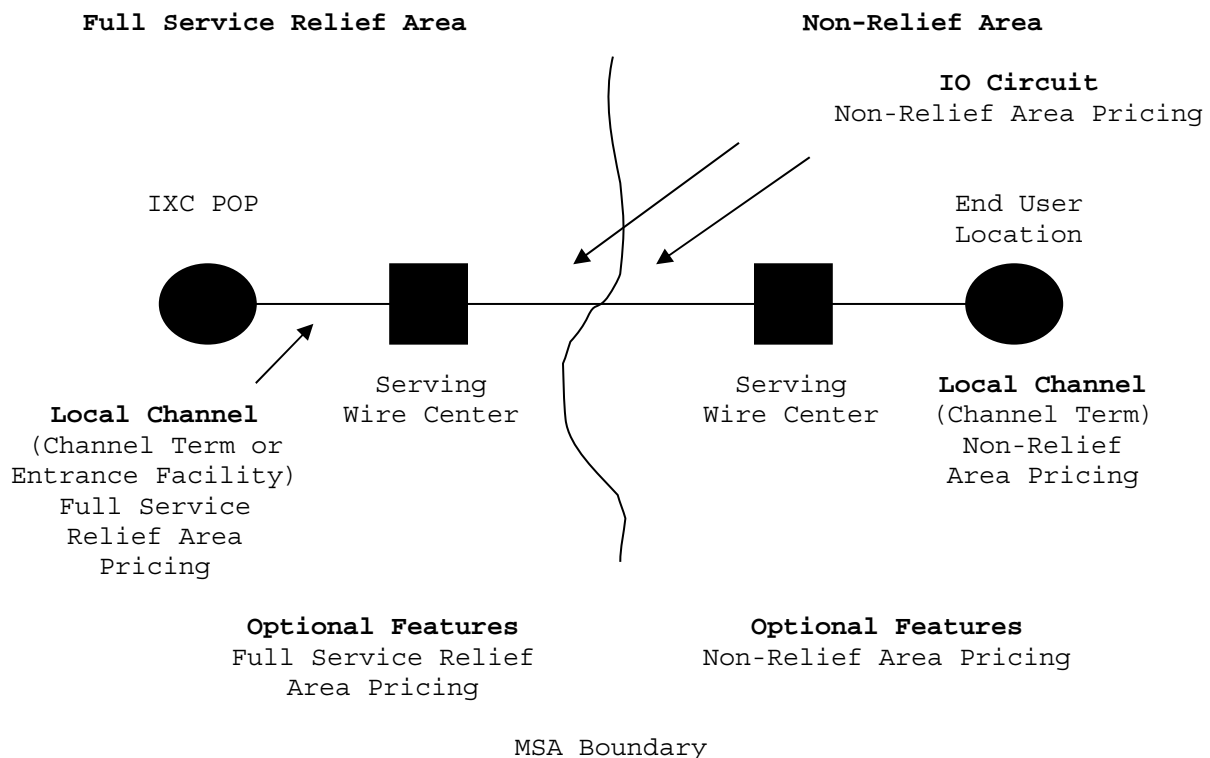 Full Service Relief Area
Non-Relief Area
IO Circuit
Non-Relief Area Pricing
IXC POP
End User
Location
Serving
Wire Center
Serving
Wire Center
Local Channel
(Channel Term)
Non-Relief
Area Pricing
Local Channel
(Channel Term or
Entrance Facility)
Full Service
Relief Area
Pricing
Optional Features
Full Service Relief
Area Pricing
Optional Features
Non-Relief Area Pricing
MSA Boundary